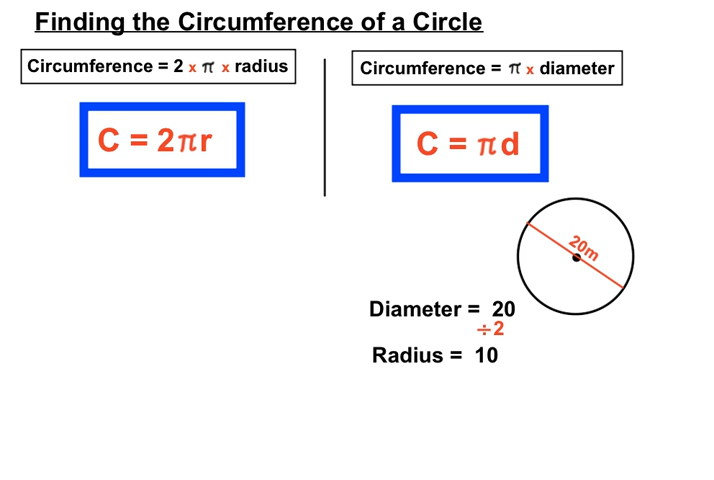 Finding the Circumference of a Circle
Circumference = 2 x π x radius
Circumference = π x diameter
C = 2πr
C = πd
20m
Diameter = 20
÷2
Radius = 10